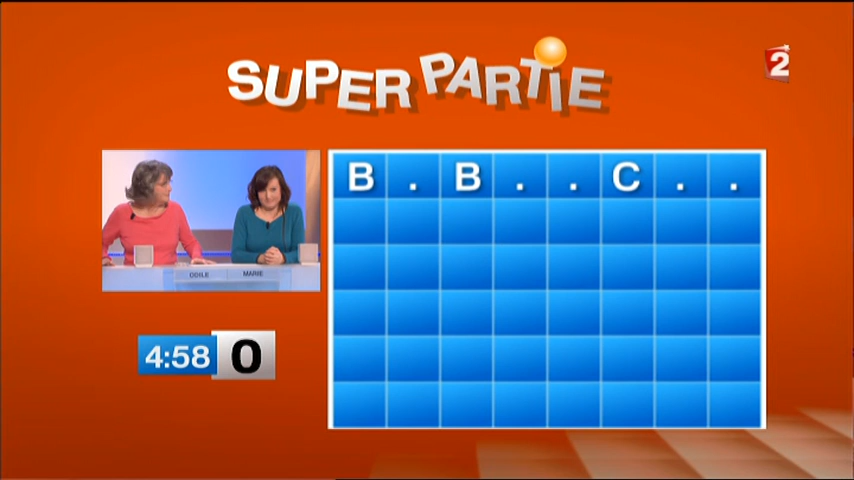 SUPER PARTIE
2
B . B . . C . .
ODILE MARIE
4:58 0